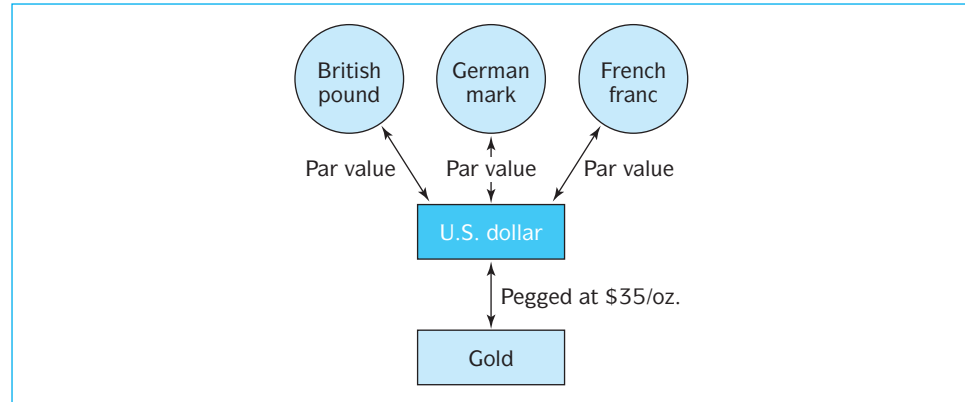 British
pound
German
mark
French
franc
Par value
Par value
Par value
U.S. dollar
Pegged at $35/oz.
Gold